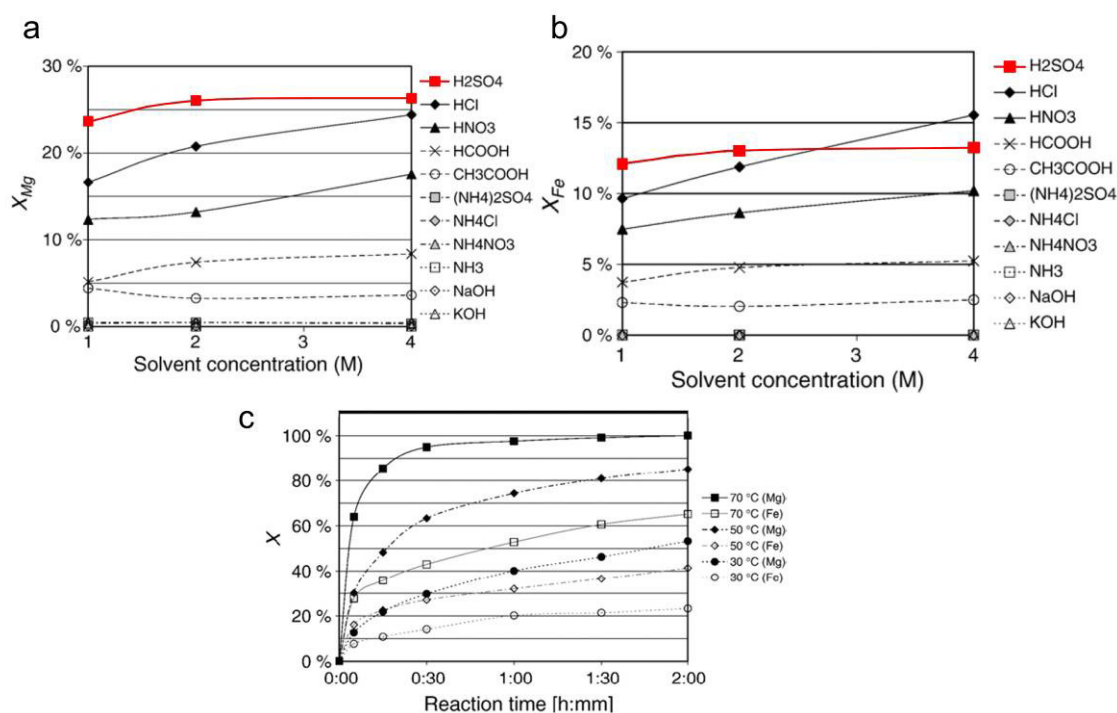 a
30 %
20 %
10 %
0 %
X Mg
1
2
3
4
Solvent concentration (M)
H2SO4
HCl
HNO3
HCOOH
CH3COOH
(NH4)2SO4
NH4Cl
NH4NO3
NH3
NaOH
KOH
b
20 %
15 %
10 %
5 %
0 %
X Fe
1
2
3
4
Solvent concentration (M)
H2SO4
HCl
HNO3
HCOOH
CH3COOH
(NH4)2SO4
NH4Cl
NH4NO3
NH3
NaOH
KOH
c
100 %
80 %
60 %
40 %
20 %
0 %
X
0:00
0:30
1:00
1:30
2:00
Reaction time [h:mm]
70 °C (Mg)
70 °C (Fe)
50 °C (Mg)
50 °C (Fe)
30 °C (Mg)
30 °C (Fe)